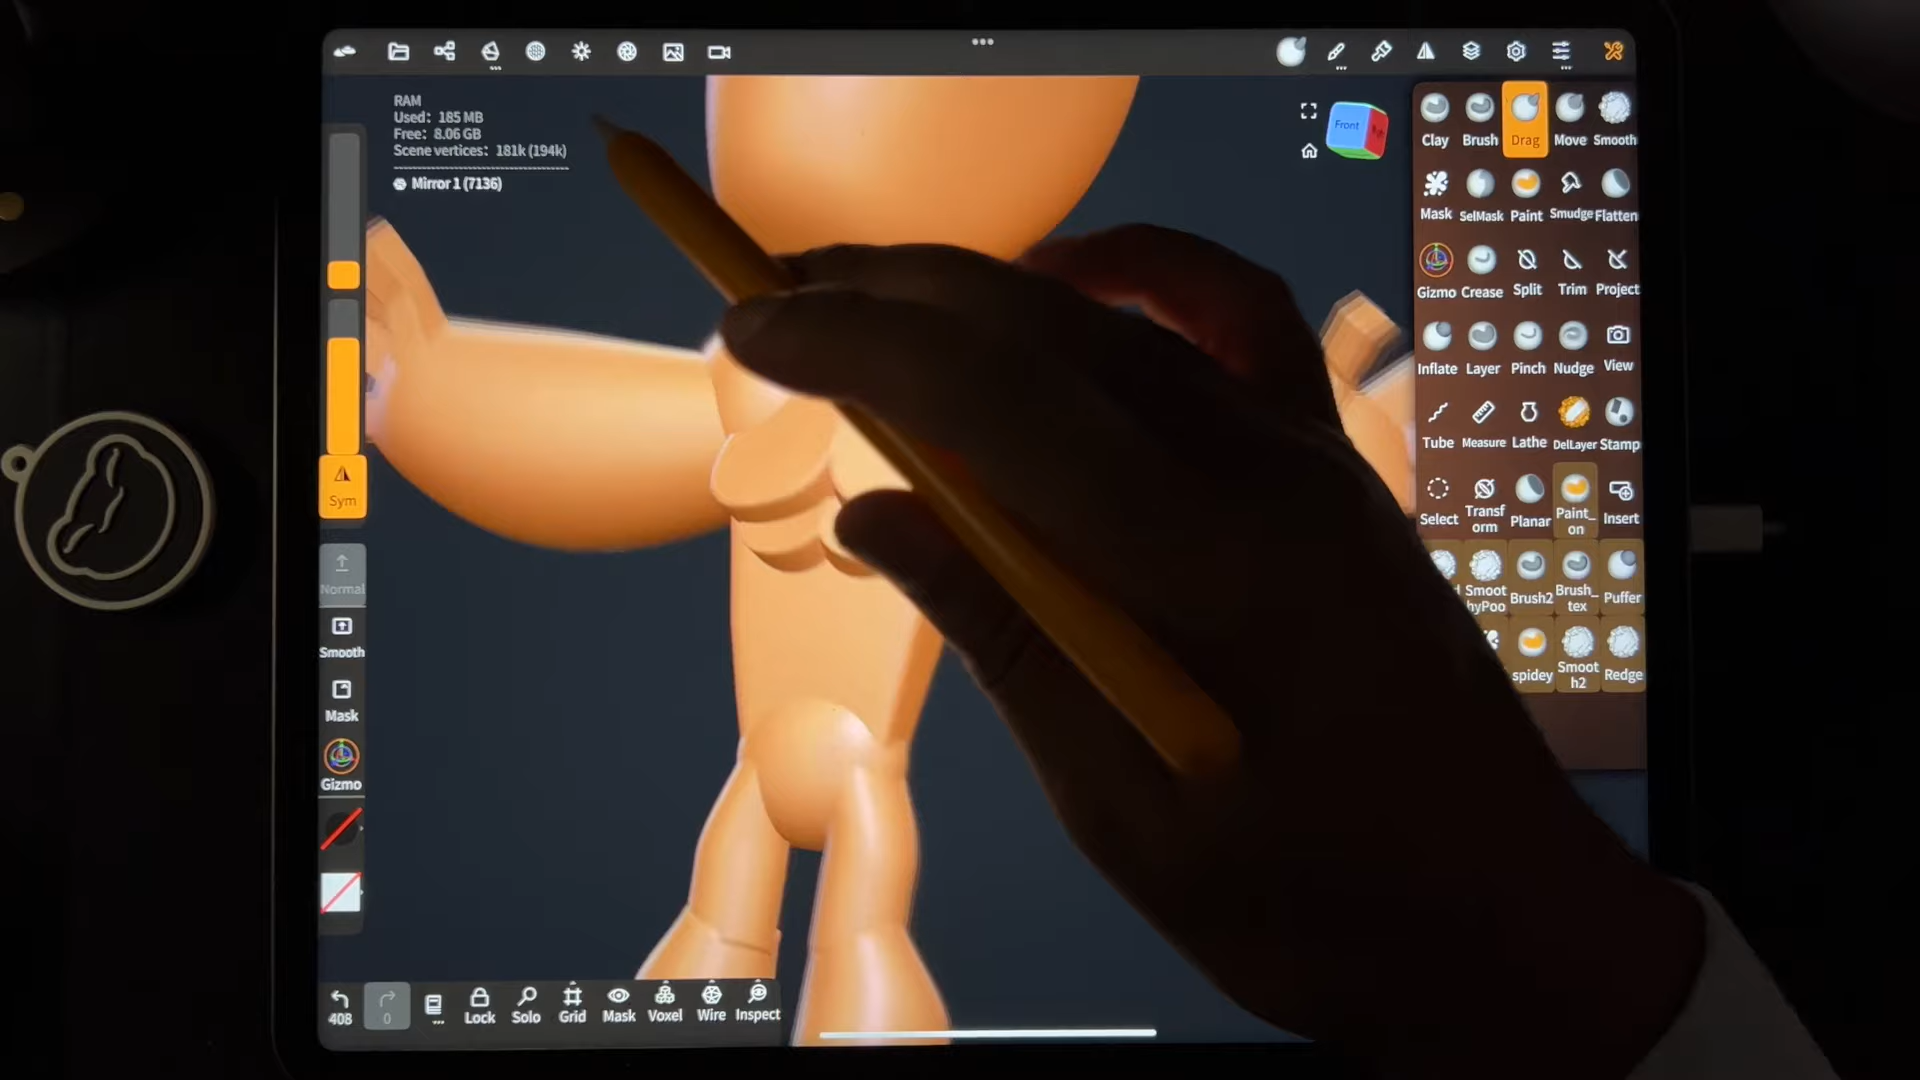 RAM
Used: 185 MB
Free: 8.06 GB
Scene vertices: 181k (194k)
Mirror 1 (7136)
Front
Clay Brush Drag Move Smooth
Mask SelMask Paint Smudge Flatten
Gizmo Crease Split Trim Project
Inflate Layer Pinch Nudge View
Tube Measure Lathe DelLayer Stamp
Select Transf
orm Planar Paint_
on Insert
Smoot
hyPoo Brush2 Brush_
tex Puffer
spidey Smoot
h2 Redge
Sym
Normal
Smooth
Mask
Gizmo
408 0 Lock Solo Grid Mask Voxel Wire Inspect